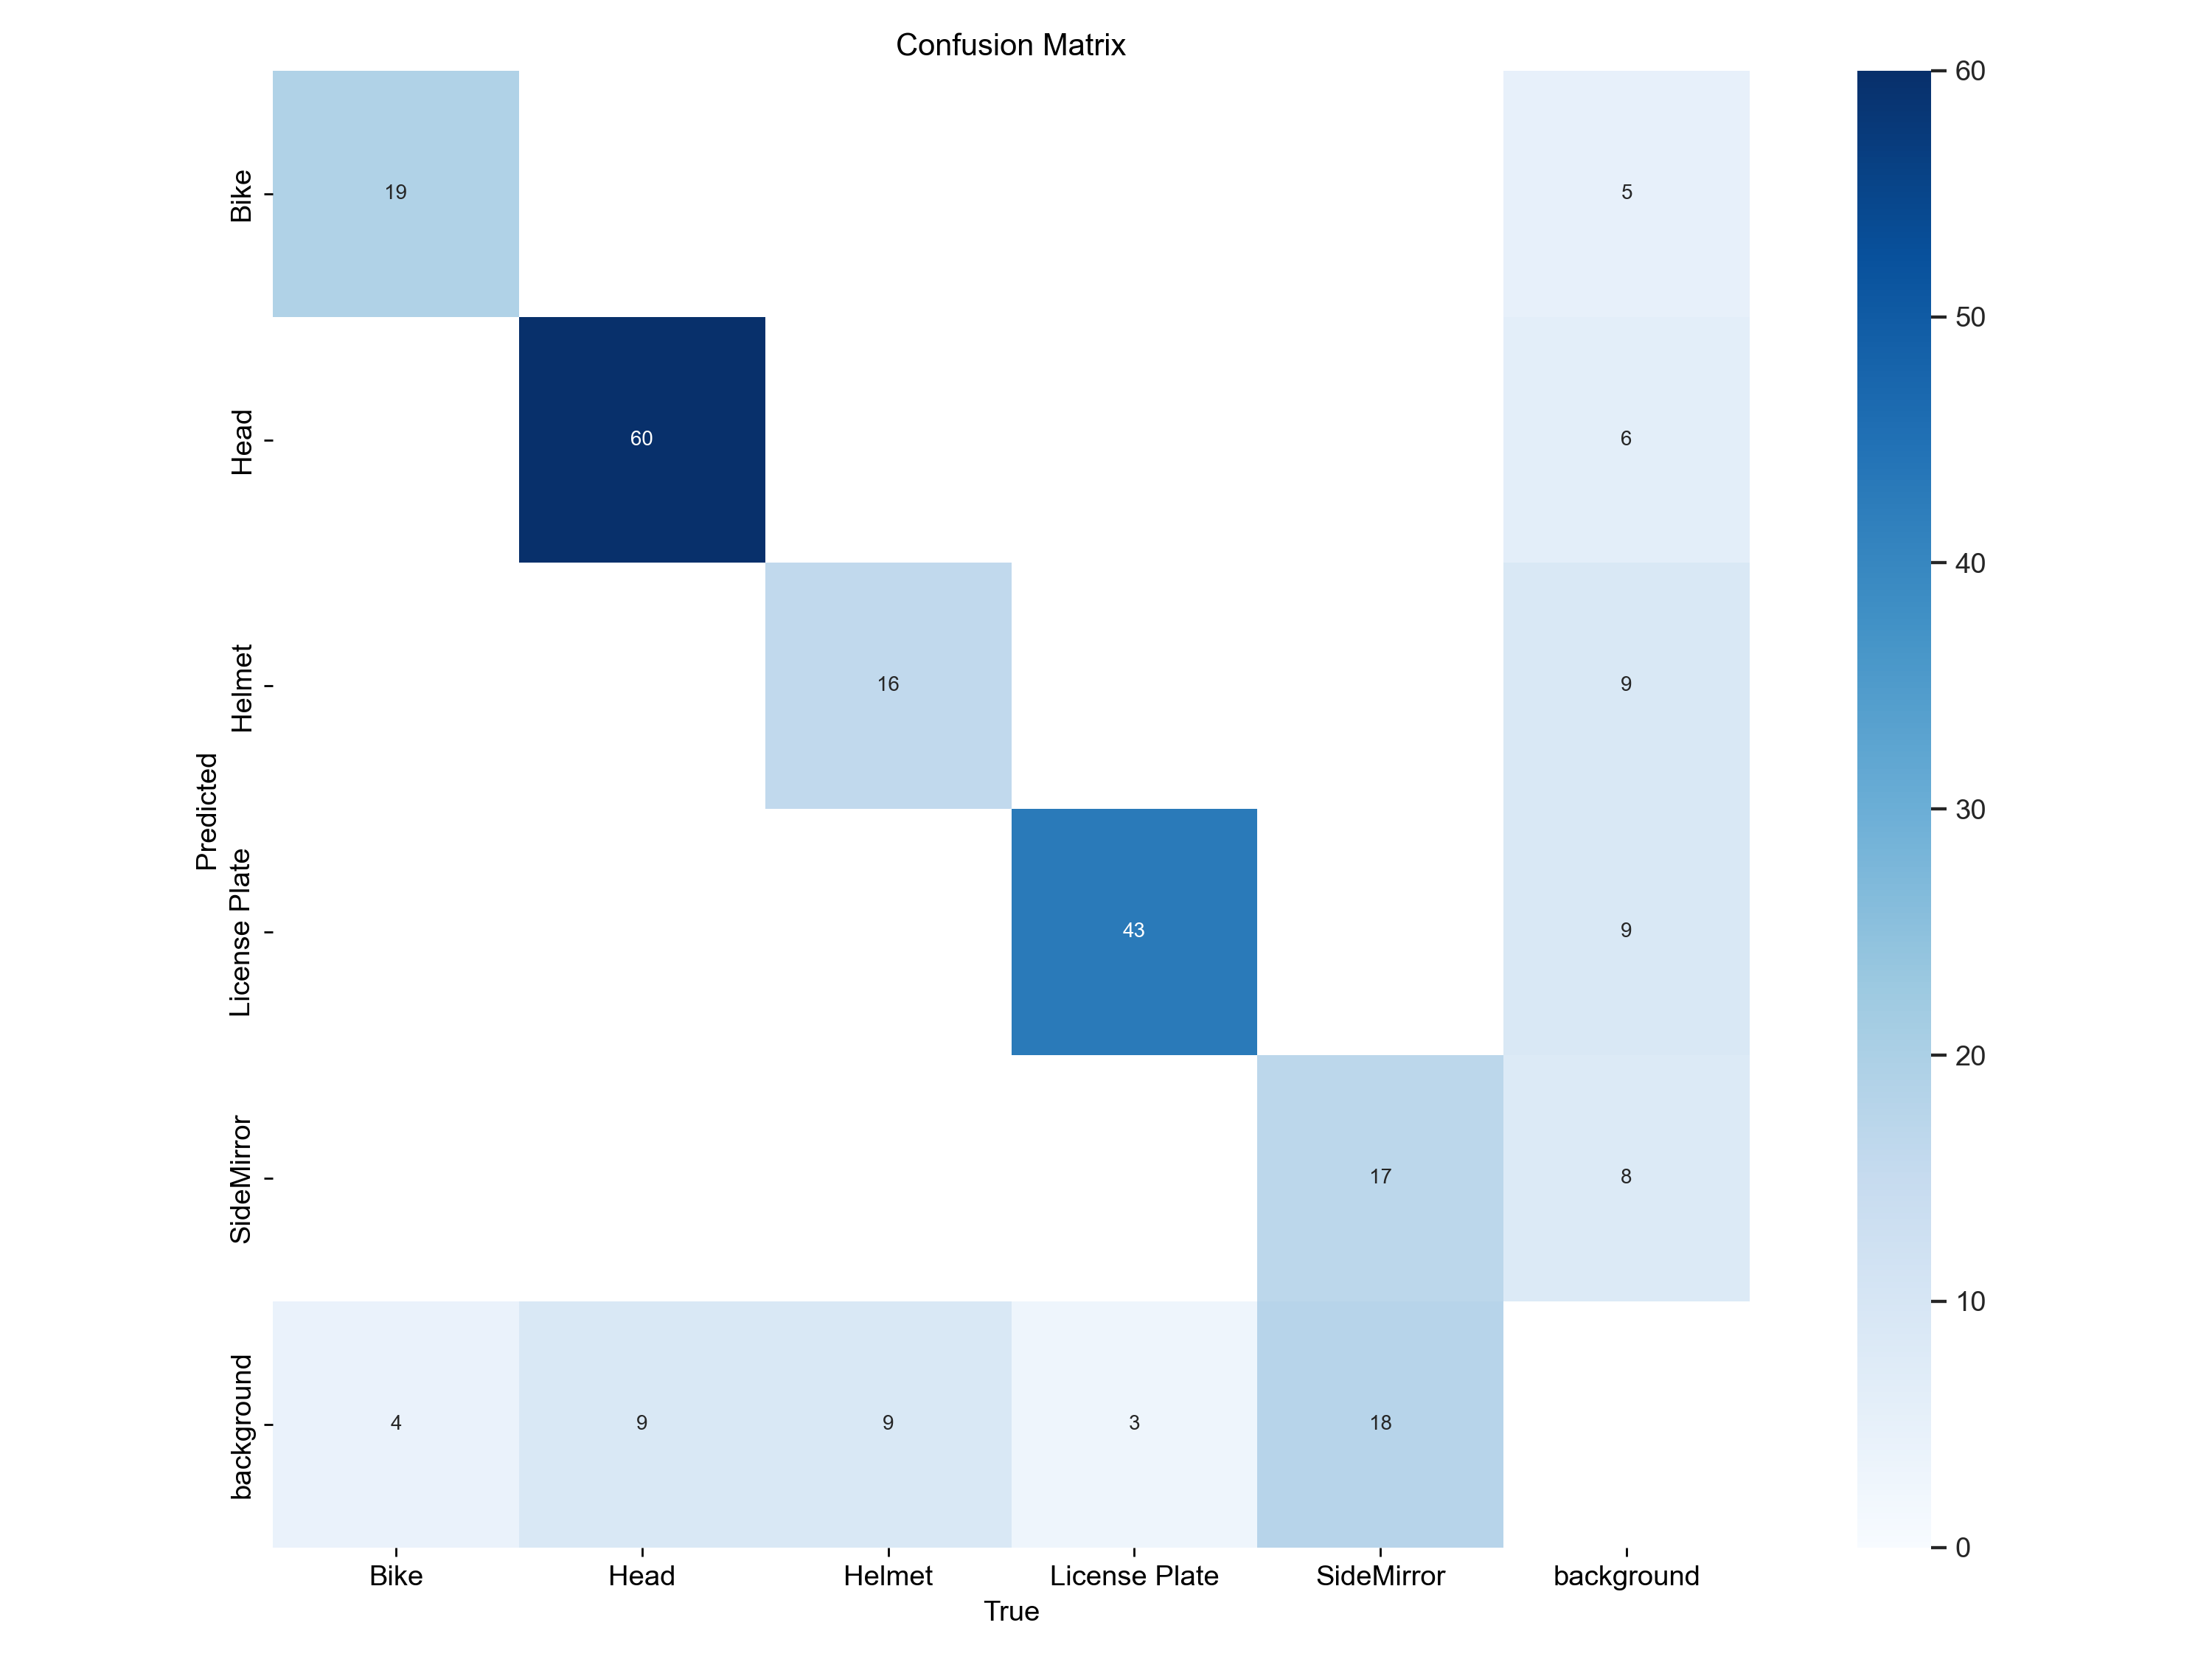 Confusion Matrix
Predicted
Bike
19
5
Head
60
6
Helmet
16
9
License Plate
43
9
SideMirror
17
8
background
4
9
9
3
18
Bike
Head
Helmet
License Plate
SideMirror
background
True
60
50
40
30
20
10
0